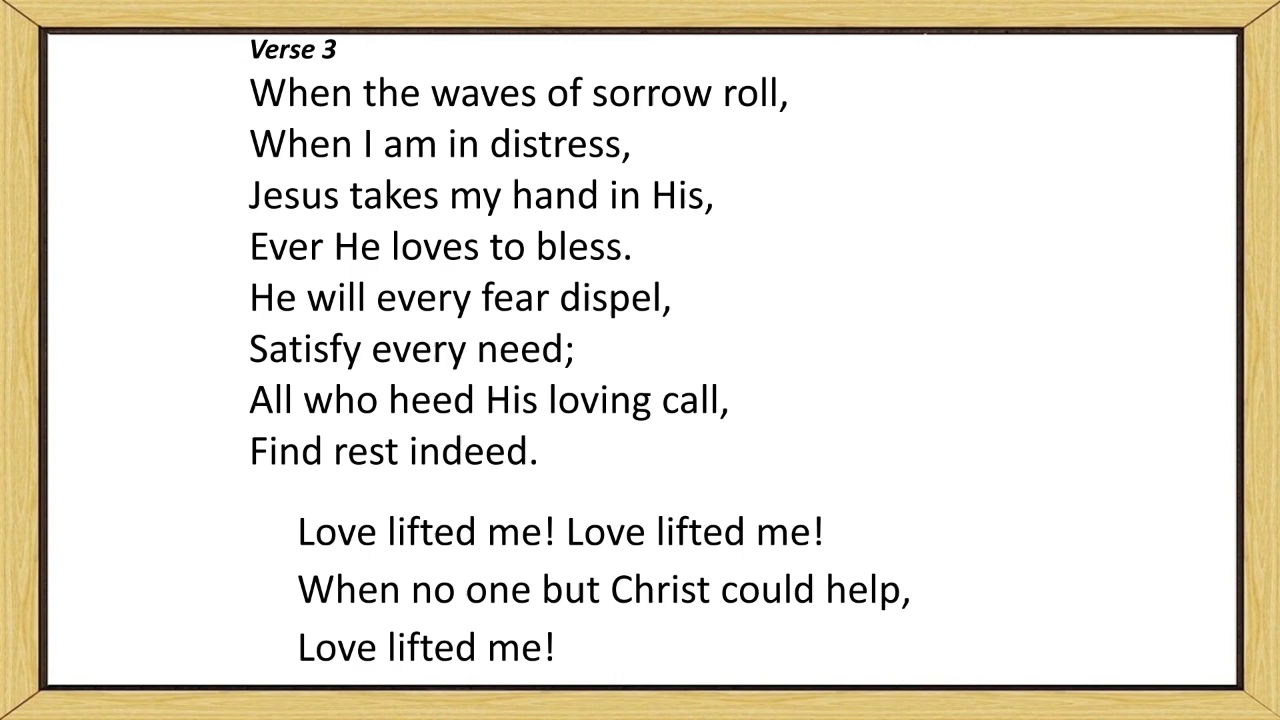 Verse 3
When the waves of sorrow roll,
When I am in distress,
Jesus takes my hand in His,
Ever He loves to bless.
He will every fear dispel,
Satisfy every need;
All who heed His loving call,
Find rest indeed.
Love lifted me! Love lifted me!
When no one but Christ could help,
Love lifted me!